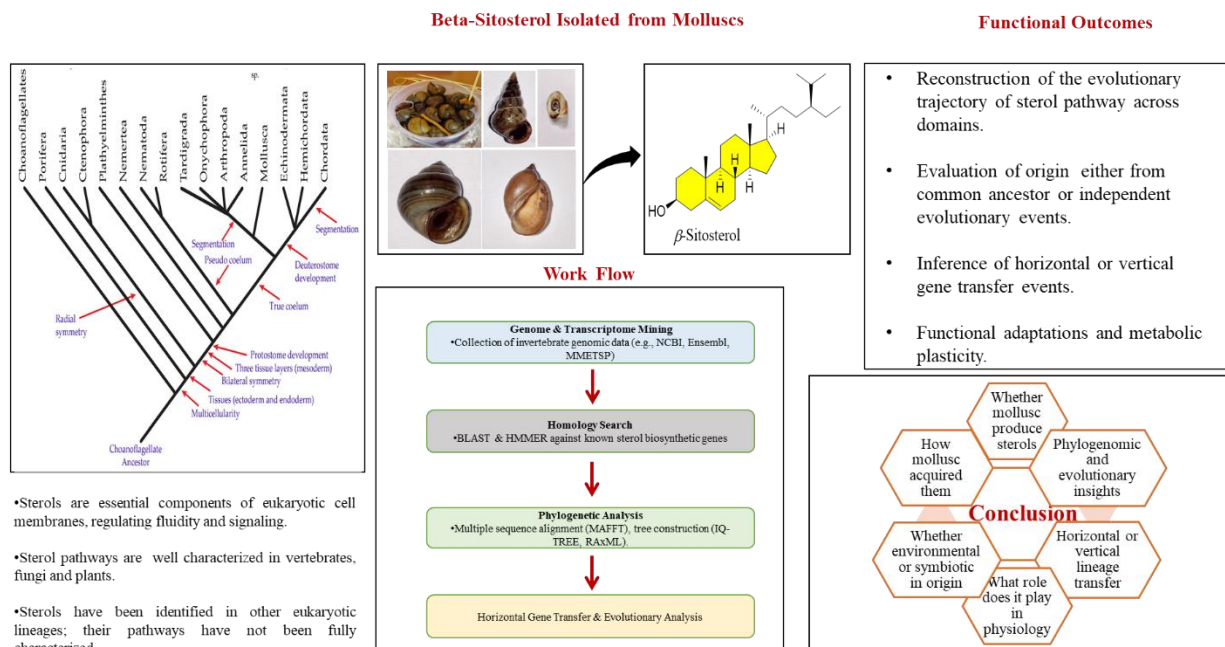 Beta-Sitosterol Isolated from Molluscs
Functional Outcomes
sp.
Choanoflagellates
Porifera
Cnidaria
Ctenophora
Plathyelminthes
Nemertea
Nematoda
Rotifera
Tardigrada
Onychophora
Arthropoda
Annelida
Mollusca
Echinodermata
Hemichordata
Chordata
Segmentation
Segmentation
Pseudo coelum
Deuterostome
development
True coelum
Radial
symmetry
Protostome development
Three tissue layers (mesoderm)
Bilateral symmetry
Tissues (ectoderm and endoderm)
Multicellularity
Choanoflagellate
Ancestor
•Sterols are essential components of eukaryotic cell
membranes, regulating fluidity and signaling.
•Sterol pathways are well characterized in vertebrates,
fungi and plants.
•Sterols have been identified in other eukaryotic
lineages; their pathways have not been fully
characterized
H
H
H
HO
β-Sitosterol
Work Flow
Genome & Transcriptome Mining
•Collection of invertebrate genomic data (e.g., NCBI, Ensembl,
MMETSP)
Homology Search
•BLAST & HMMER against known sterol biosynthetic genes
Phylogenetic Analysis
•Multiple sequence alignment (MAFFT), tree construction (IQ-
TREE, RAxML).
Horizontal Gene Transfer & Evolutionary Analysis
• Reconstruction of the evolutionary
trajectory of sterol pathway across
domains.
• Evaluation of origin either from
common ancestor or independent
evolutionary events.
• Inference of horizontal or vertical
gene transfer events.
• Functional adaptations and metabolic
plasticity.
Whether
mollusc
produce
sterols
Phylogenomic
and
evolutionary
insights
Horizontal or
vertical
lineage
transfer
What role
does it play in
physiology
Whether
environmental
or symbiotic
in origin
How
mollusc
acquired
them
Conclusion